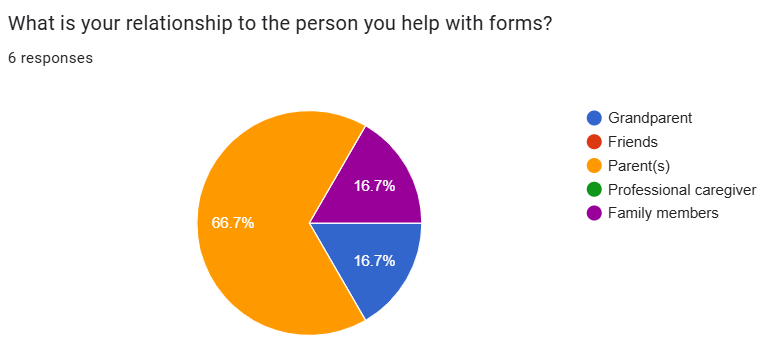 What is your relationship to the person you help with forms?
6 responses
Grandparent
Friends
Parent(s)
Professional caregiver
Family members
66.7%
16.7%
16.7%